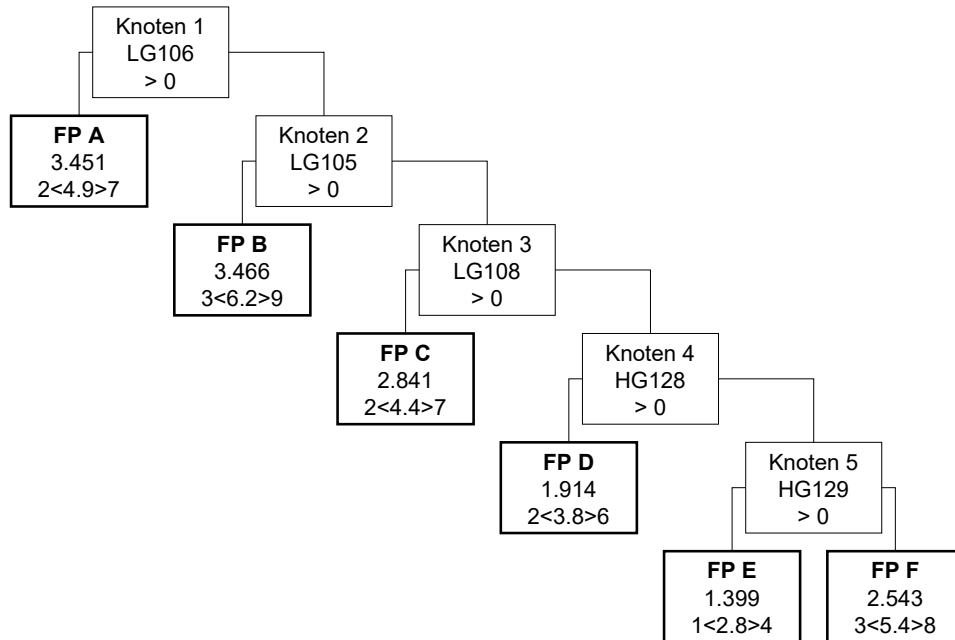 Knoten 1
LG106
> 0
FP A
3.451
2<4.9>7
Knoten 2
LG105
> 0
FP B
3.466
3<6.2>9
Knoten 3
LG108
> 0
FP C
2.841
2<4.4>7
Knoten 4
HG128
> 0
FP D
1.914
2<3.8>6
Knoten 5
HG129
> 0
FP E
1.399
1<2.8>4
FP F
2.543
3<5.4>8